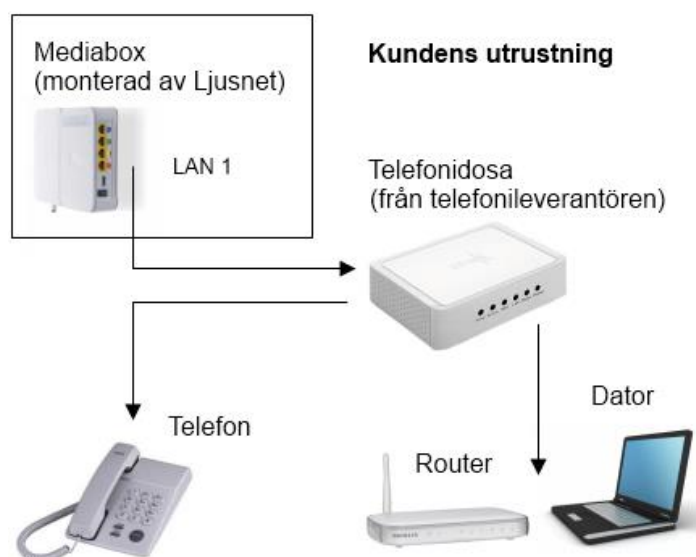 Mediabox
(monterad av Ljusnet)
LAN 1
Kundens utrustning
Telefonidosa
(från telefonileverantören)
Telefon
Router
Dator